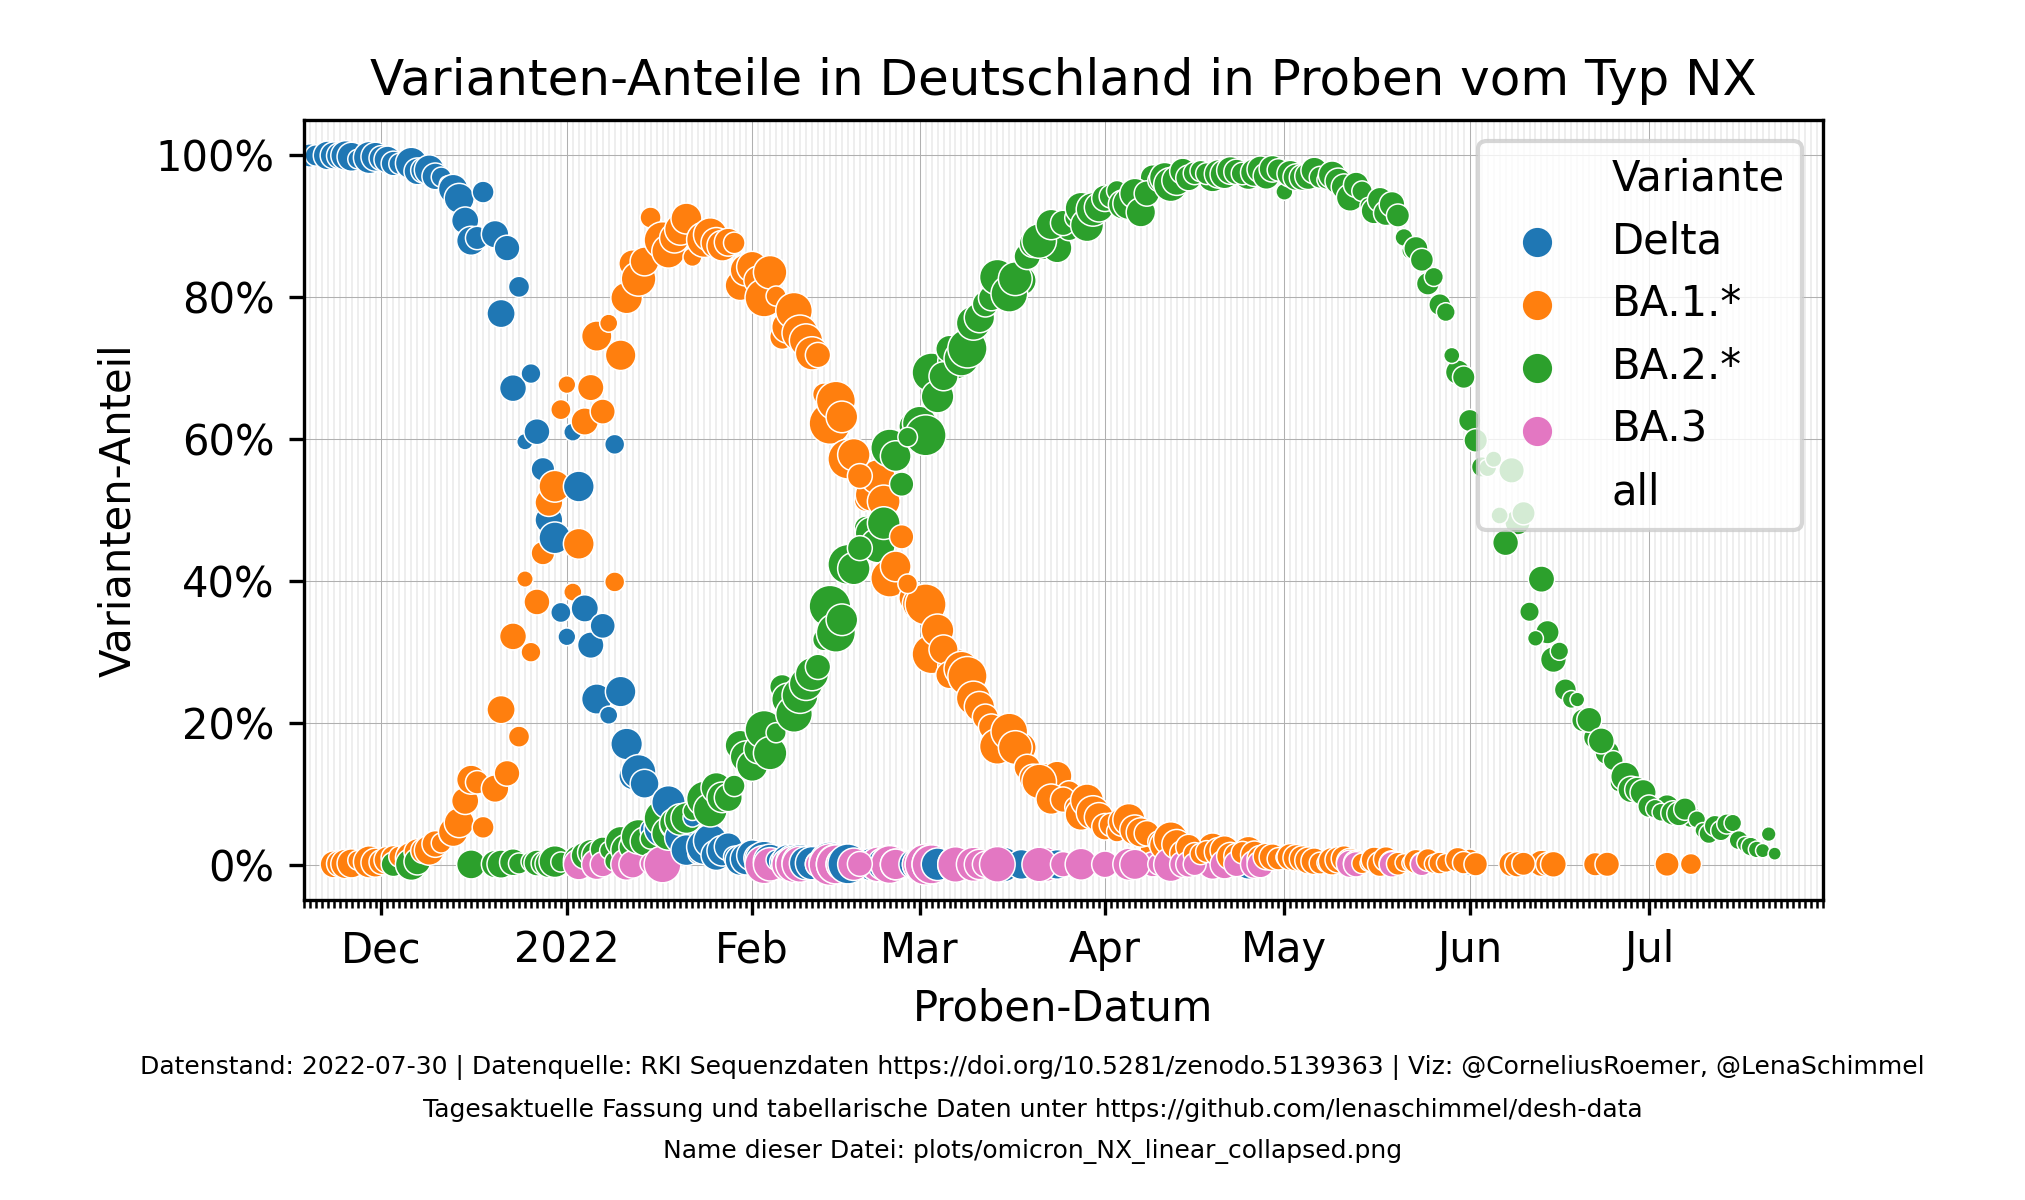 Varianten-Anteile in Deutschland in Proben vom Typ NX
Varianten-Anteil
100%
80%
60%
40%
20%
0%
Variante
Delta
BA.1.*
BA.2.*
BA.3
all
Dec 2022 Feb Mar Apr May Jun Jul
Proben-Datum
Datenstand: 2022-07-30 | Datenquelle: RKI Sequenzdaten https://doi.org/10.5281/zenodo.5139363 | Viz: @CorneliusRoemer, @LenaSchimmel
Tagesaktuelle Fassung und tabellarische Daten unter https://github.com/lenaschimmel/desh-data
Name dieser Datei: plots/omicron_NX_linear_collapsed.png